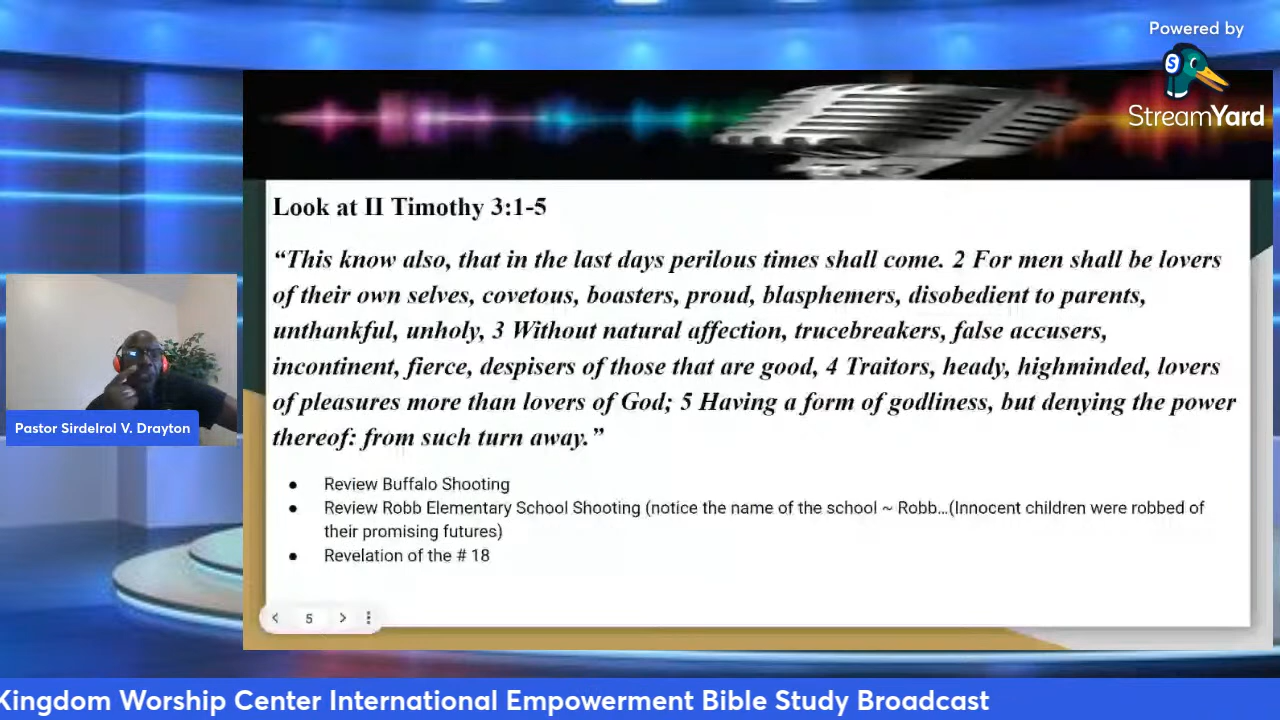 Powered by
StreamYard
Look at II Timothy 3:1-5
“This know also, that in the last days perilous times shall come. 2 For men shall be lovers
of their own selves, covetous, boasters, proud, blasphemers, disobedient to parents,
unthankful, unholy, 3 Without natural affection, trucebreakers, false accusers,
incontinent, fierce, despisers of those that are good, 4 Traitors, heady, highminded, lovers
of pleasures more than lovers of God; 5 Having a form of godliness, but denying the power
thereof: from such turn away.”
● Review Buffalo Shooting
● Review Robb Elementary School Shooting (notice the name of the school ~ Robb...(Innocent children were robbed of
their promising futures)
● Revelation of the # 18
5
Pastor Sirdelrol V. Drayton
Kingdom Worship Center International Empowerment Bible Study Broadcast